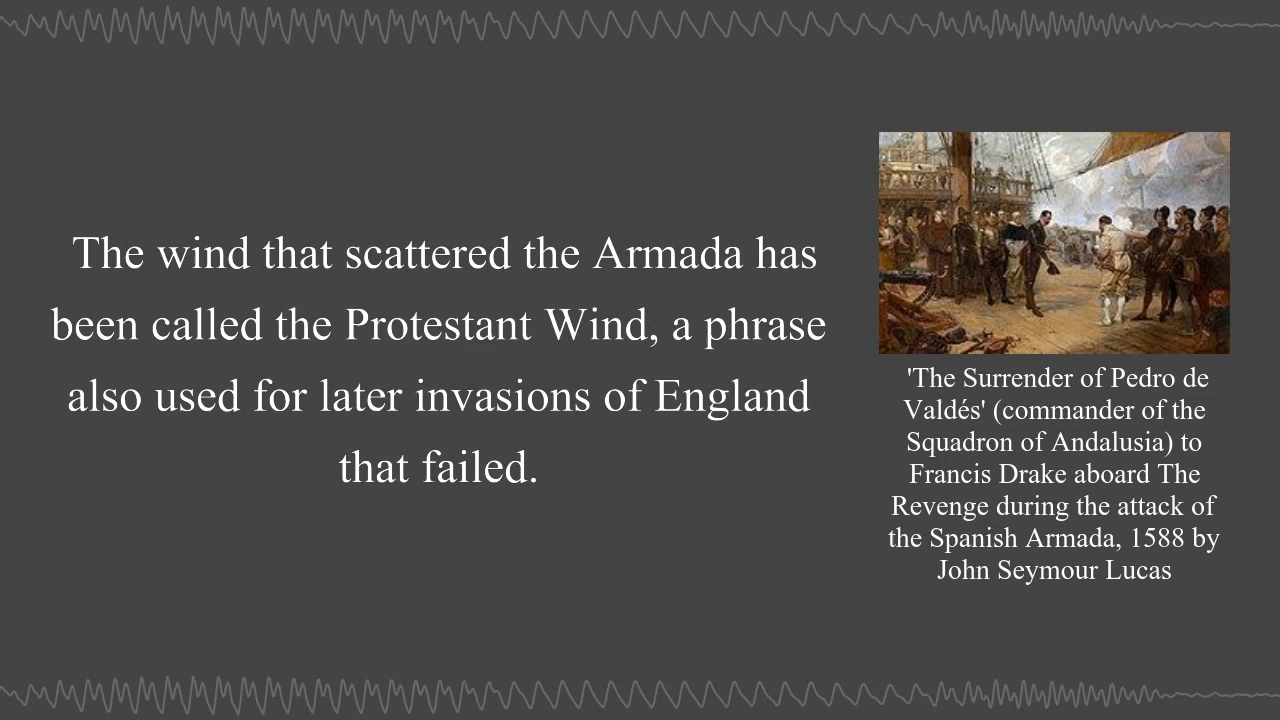 The wind that scattered the Armada has
been called the Protestant Wind, a phrase
also used for later invasions of England
that failed.
'The Surrender of Pedro de
Valdés' (commander of the
Squadron of Andalusia) to
Francis Drake aboard The
Revenge during the attack of
the Spanish Armada, 1588 by
John Seymour Lucas